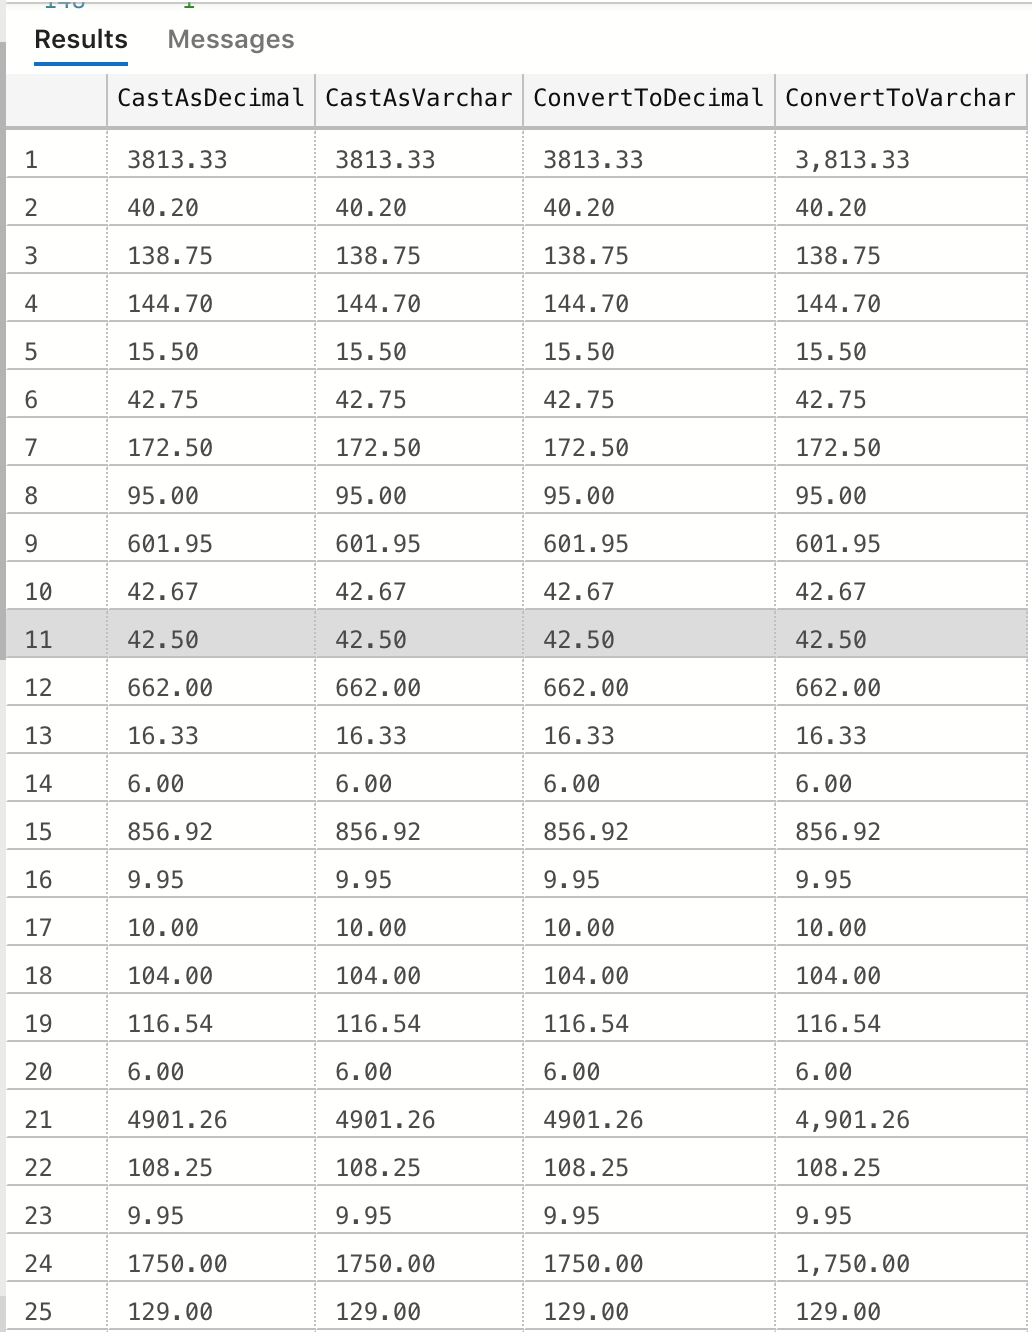 Results Messages
CastAsDecimal CastAsVarchar ConvertToDecimal ConvertToVarchar
1 3813.33 3813.33 3813.33 3,813.33
2 40.20 40.20 40.20 40.20
3 138.75 138.75 138.75 138.75
4 144.70 144.70 144.70 144.70
5 15.50 15.50 15.50 15.50
6 42.75 42.75 42.75 42.75
7 172.50 172.50 172.50 172.50
8 95.00 95.00 95.00 95.00
9 601.95 601.95 601.95 601.95
10 42.67 42.67 42.67 42.67
11 42.50 42.50 42.50 42.50
12 662.00 662.00 662.00 662.00
13 16.33 16.33 16.33 16.33
14 6.00 6.00 6.00 6.00
15 856.92 856.92 856.92 856.92
16 9.95 9.95 9.95 9.95
17 10.00 10.00 10.00 10.00
18 104.00 104.00 104.00 104.00
19 116.54 116.54 116.54 116.54
20 6.00 6.00 6.00 6.00
21 4901.26 4901.26 4901.26 4,901.26
22 108.25 108.25 108.25 108.25
23 9.95 9.95 9.95 9.95
24 1750.00 1750.00 1750.00 1,750.00
25 129.00 129.00 129.00 129.00